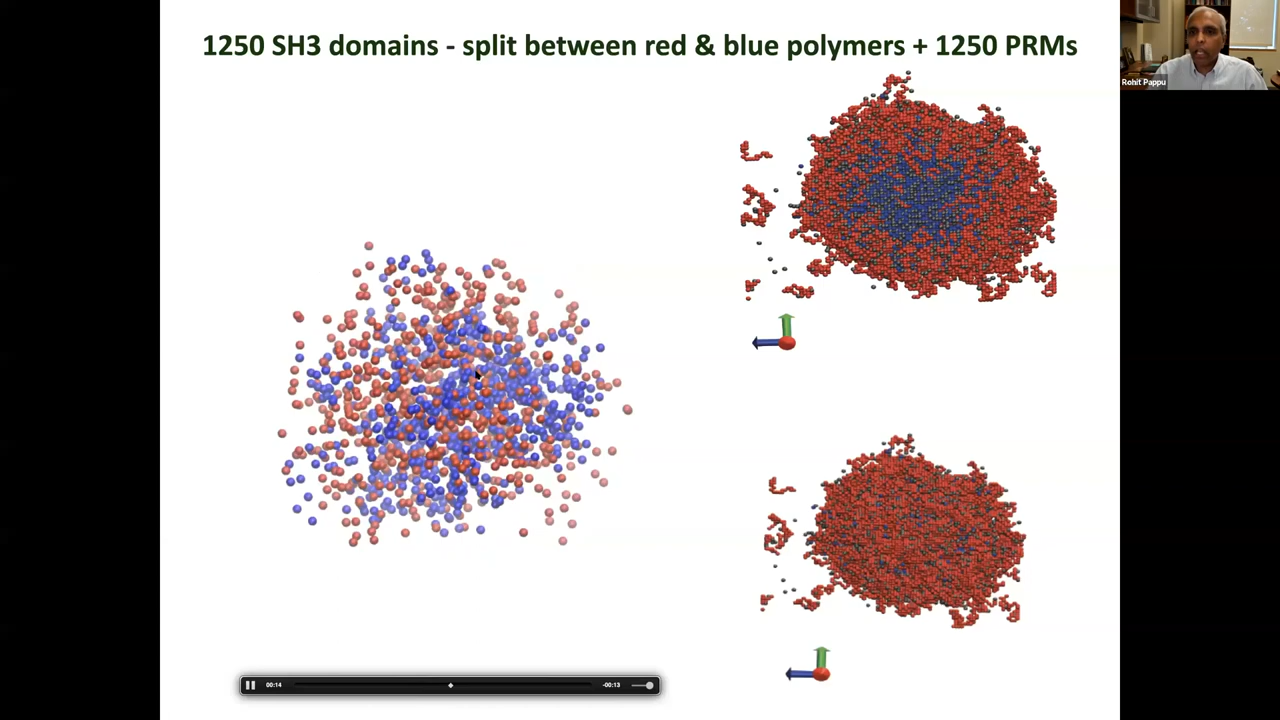 1250 SH3 domains - split between red & blue polymers + 1250 PRMs
Rohit Pappu
00:14
-00:13